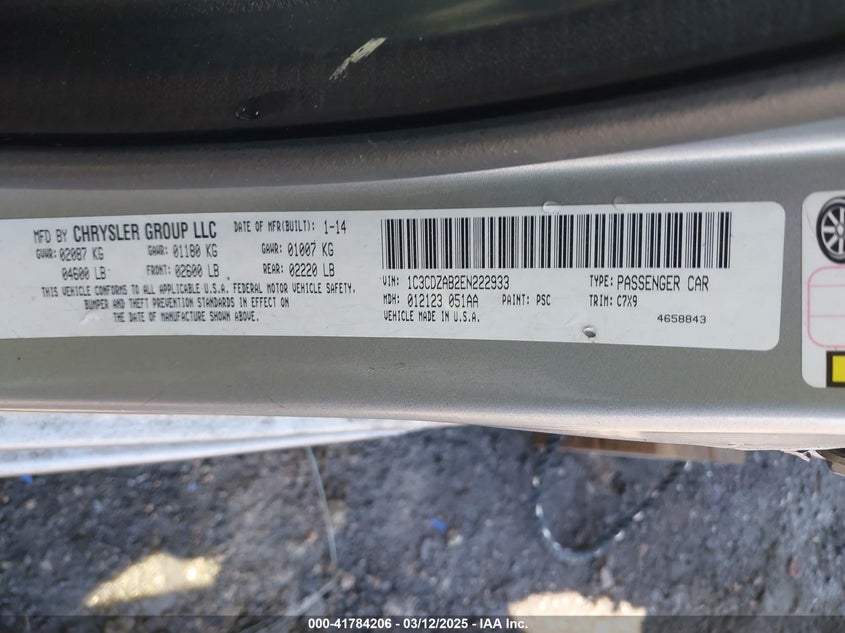 MFD BY CHRYSLER GROUP LLC DATE OF MFR(BUILT): 1-14
GVWR: 02087 KG GAWR: 01180 KG GAWR: 01007 KG
04600 LB FRONT: 02600 LB REAR: 02220 LB
THIS VEHICLE CONFORMS TO ALL APPLICABLE U.S.A. FEDERAL MOTOR VEHICLE SAFETY,
BUMPER AND THEFT PREVENTION STANDARDS IN EFFECT ON
THE DATE OF MANUFACTURE SHOWN ABOVE.
VIN: 1C3CDZAB2EN222933 TYPE: PASSENGER CAR
MDH: 012123 051AA PAINT: PSC TRIM: C7X9
VEHICLE MADE IN U.S.A. 4658843
000-41784206 - 03/12/2025 - IAA Inc.